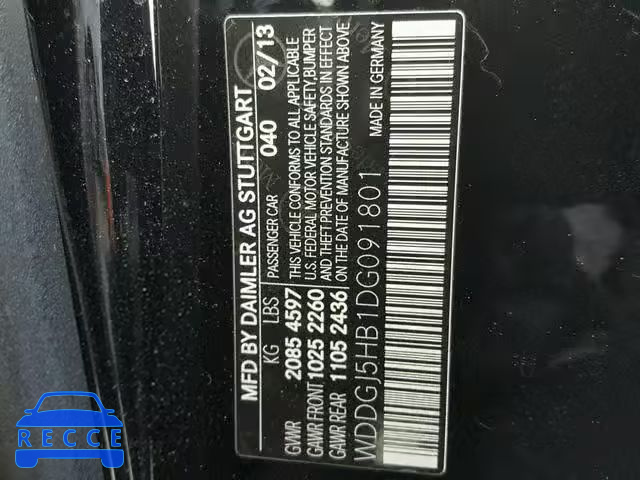 MFD BY DAIMLER AG STUTTGART
KG LBS PASSENGER CAR 040 02/13
GVWR 2085 4597 THIS VEHICLE CONFORMS TO ALL APPLICABLE
GAWR FRONT 1025 2260 U.S. FEDERAL MOTOR VEHICLE SAFETY, BUMPER
GAWR REAR 1105 2436 AND THEFT PREVENTION STANDARDS IN EFFECT
ON THE DATE OF MANUFACTURE SHOWN ABOVE.
WDDGJ5HB1DG091801 MADE IN GERMANY
RECCE